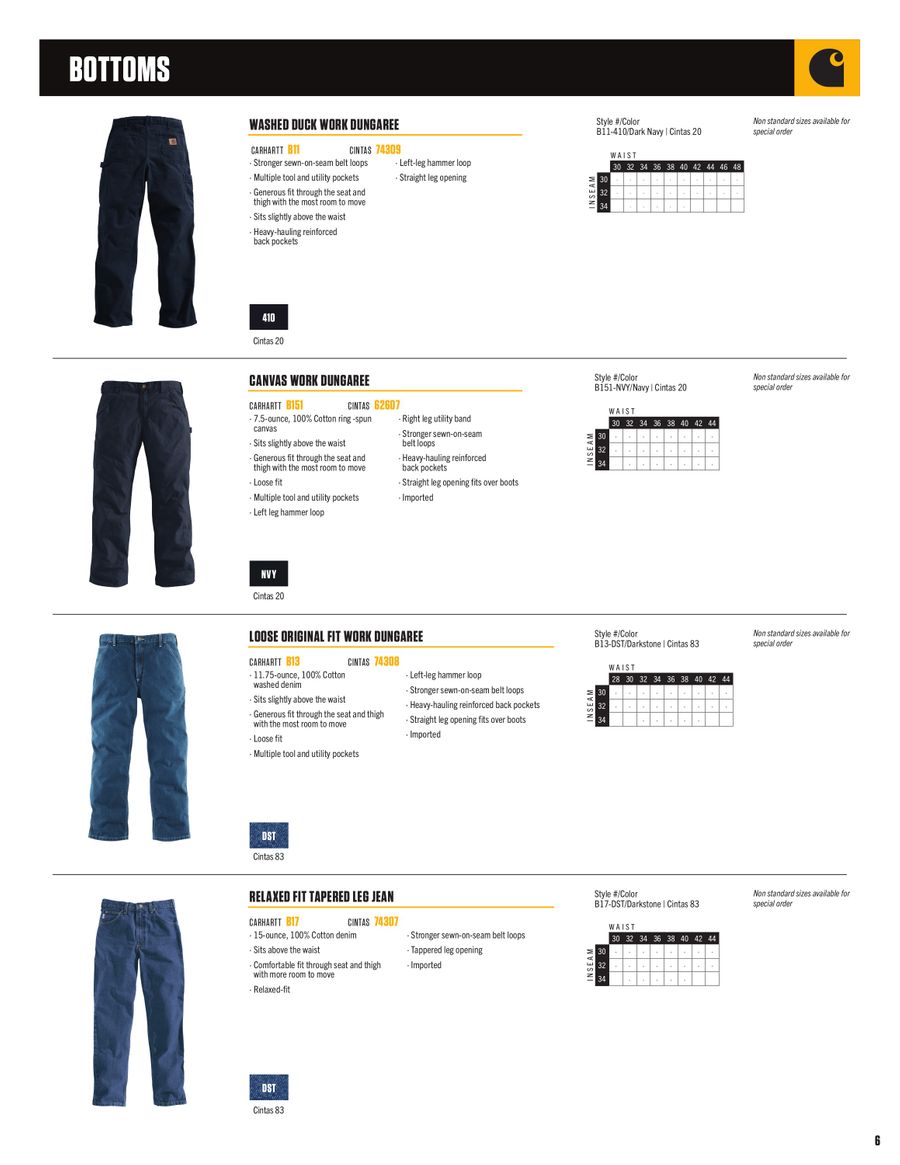 BOTTOMS
WASHED DUCK WORK DUNGAREE
CARHARTT B11 CINTAS 74309
· Stronger sewn-on-seam belt loops
· Multiple tool and utility pockets
· Generous fit through the seat and
thigh with the most room to move
· Sits slightly above the waist
· Heavy-hauling reinforced
back pockets
· Left-leg hammer loop
· Straight leg opening
410
Cintas 20
Style #/Color
B11-410/Dark Navy | Cintas 20
Non standard sizes available for
special order
WAIST
30 32 34 36 38 40 42 44 46 48
INSEAM
30
32
34
CANVAS WORK DUNGAREE
CARHARTT B151 CINTAS 62607
· 7.5-ounce, 100% Cotton ring -spun
canvas
· Sits slightly above the waist
· Generous fit through the seat and
thigh with the most room to move
· Loose fit
· Multiple tool and utility pockets
· Left leg hammer loop
· Right leg utility band
· Stronger sewn-on-seam
belt loops
· Heavy-hauling reinforced
back pockets
· Straight leg opening fits over boots
· Imported
NVY
Cintas 20
Style #/Color
B151-NVY/Navy | Cintas 20
Non standard sizes available for
special order
WAIST
30 32 34 36 38 40 42 44
INSEAM
30
32
34
LOOSE ORIGINAL FIT WORK DUNGAREE
CARHARTT B13 CINTAS 74308
· 11.75-ounce, 100% Cotton
washed denim
· Sits slightly above the waist
· Generous fit through the seat and thigh
with the most room to move
· Loose fit
· Multiple tool and utility pockets
· Left-leg hammer loop
· Stronger sewn-on-seam belt loops
· Heavy-hauling reinforced back pockets
· Straight leg opening fits over boots
· Imported
DST
Cintas 83
Style #/Color
B13-DST/Darkstone | Cintas 83
Non standard sizes available for
special order
WAIST
28 30 32 34 36 38 40 42 44
INSEAM
30
32
34
RELAXED FIT TAPERED LEG JEAN
CARHARTT B17 CINTAS 74307
· 15-ounce, 100% Cotton denim
· Sits above the waist
· Comfortable fit through seat and thigh
with more room to move
· Relaxed-fit
· Stronger sewn-on-seam belt loops
· Tappered leg opening
· Imported
DST
Cintas 83
Style #/Color
B17-DST/Darkstone | Cintas 83
Non standard sizes available for
special order
WAIST
30 32 34 36 38 40 42 44
INSEAM
30
32
34
6